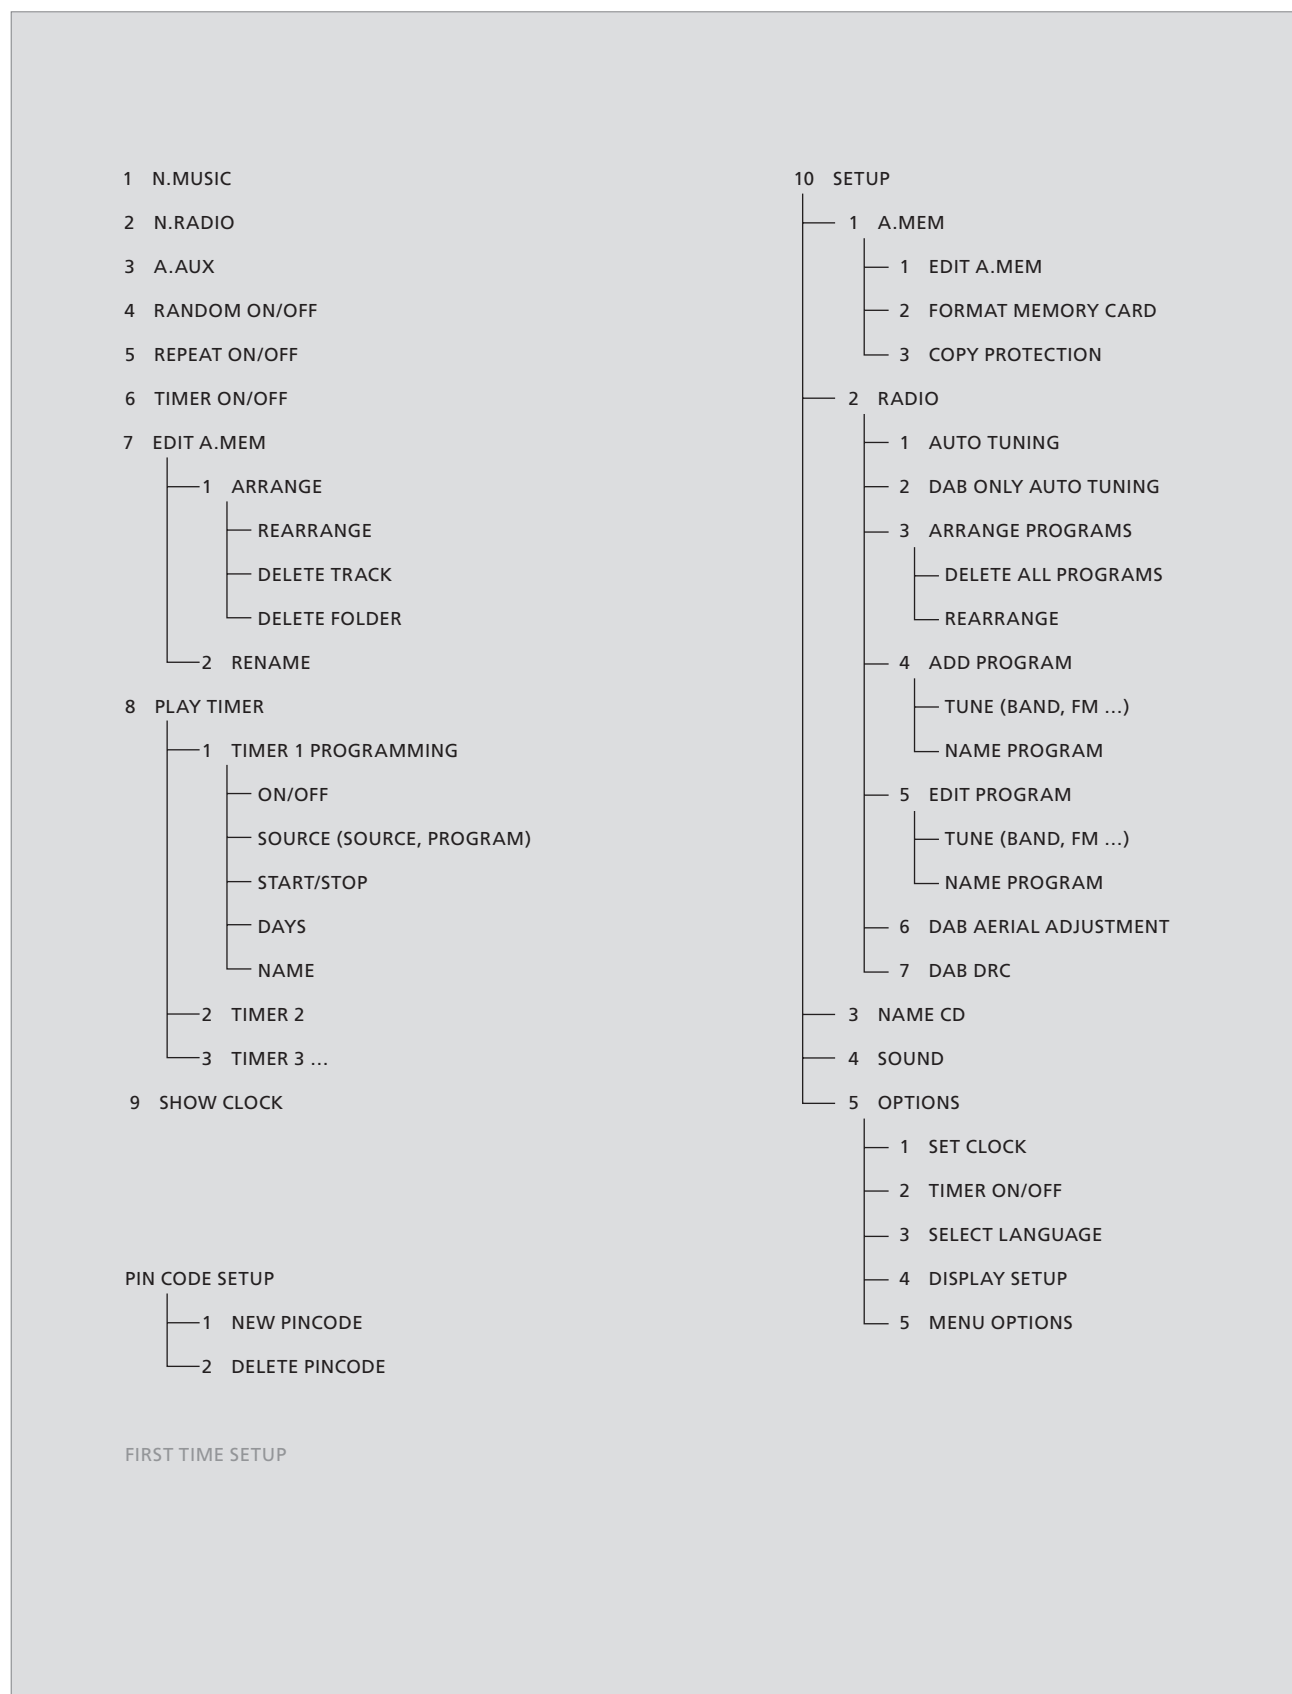 1 N.MUSIC
2 N.RADIO
3 A.AUX
4 RANDOM ON/OFF
5 REPEAT ON/OFF
6 TIMER ON/OFF
7 EDIT A.MEM
1 ARRANGE
REARRANGE
DELETE TRACK
DELETE FOLDER
2 RENAME
8 PLAY TIMER
1 TIMER 1 PROGRAMMING
ON/OFF
SOURCE (SOURCE, PROGRAM)
START/STOP
DAYS
NAME
2 TIMER 2
3 TIMER 3 …
9 SHOW CLOCK
PIN CODE SETUP
1 NEW PINCODE
2 DELETE PINCODE
FIRST TIME SETUP
10 SETUP
1 A.MEM
1 EDIT A.MEM
2 FORMAT MEMORY CARD
3 COPY PROTECTION
2 RADIO
1 AUTO TUNING
2 DAB ONLY AUTO TUNING
3 ARRANGE PROGRAMS
DELETE ALL PROGRAMS
REARRANGE
4 ADD PROGRAM
TUNE (BAND, FM …)
NAME PROGRAM
5 EDIT PROGRAM
TUNE (BAND, FM …)
NAME PROGRAM
6 DAB AERIAL ADJUSTMENT
7 DAB DRC
3 NAME CD
4 SOUND
5 OPTIONS
1 SET CLOCK
2 TIMER ON/OFF
3 SELECT LANGUAGE
4 DISPLAY SETUP
5 MENU OPTIONS